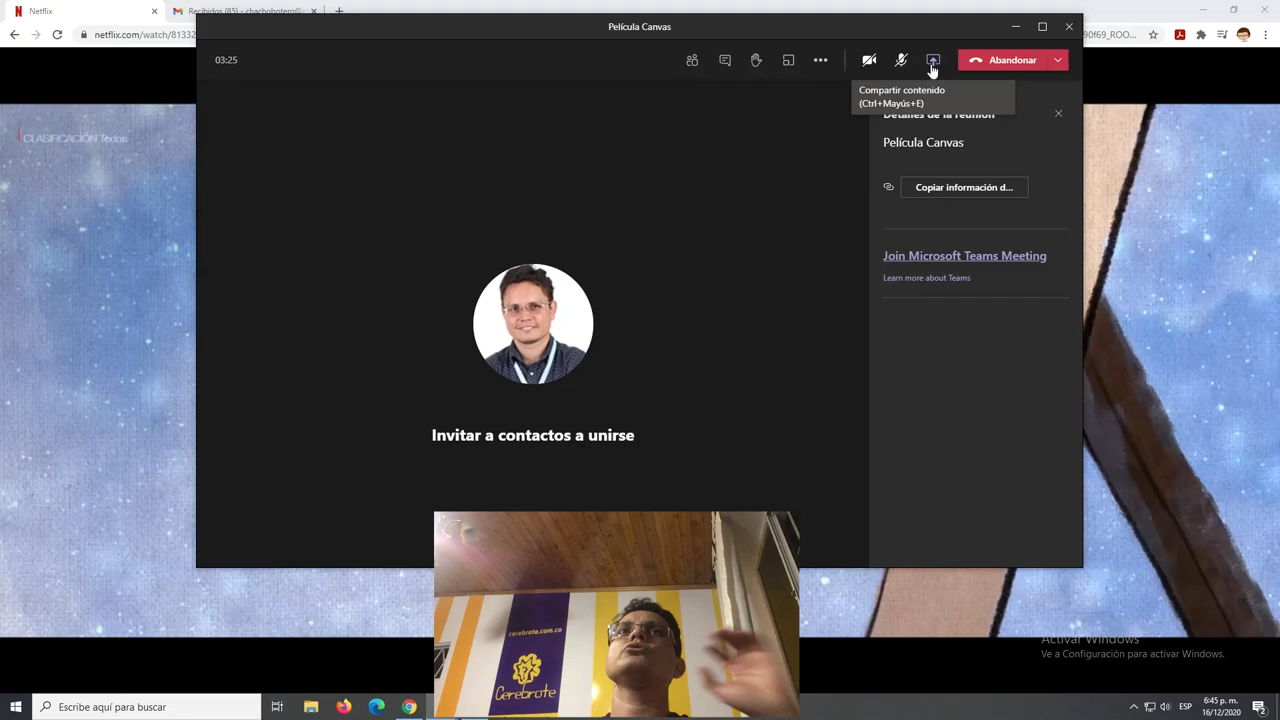 Netflix
Recibidos (85) - chachobotero@
netflix.com/watch/81332
90f69_ROO...
Película Canvas
03:25
Abandonar
Compartir contenido
(Ctrl+Mayús+E)
Detalles de la reunión
CLASIFICACIÓN Todos
Película Canvas
Copiar información d...
Join Microsoft Teams Meeting
Learn more about Teams
Invitar a contactos a unirse
cerebrote.com.co
Cerebrote
Activar Windows
Ve a Configuración para activar Windows.
Escribe aquí para buscar
ESP
6:45 p. m.
16/12/2020
2